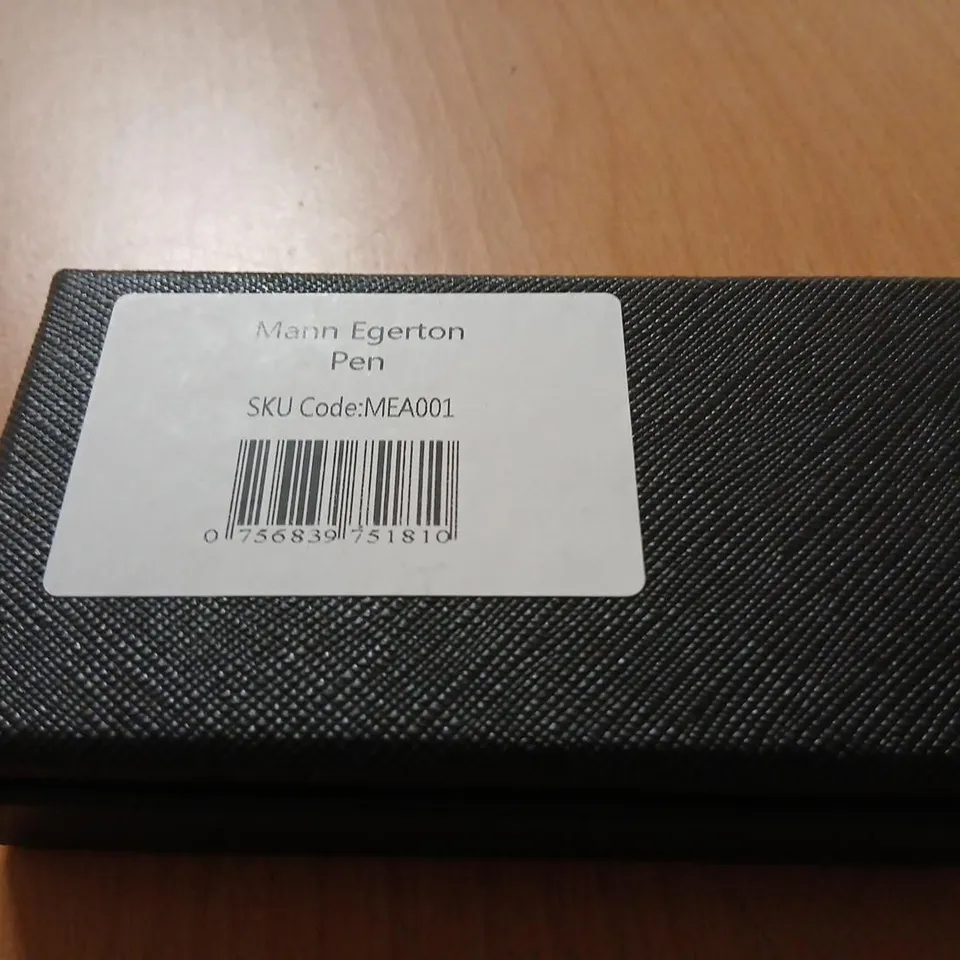 Mann Egerton
Pen
SKU Code:MEA001
0 756839 751810